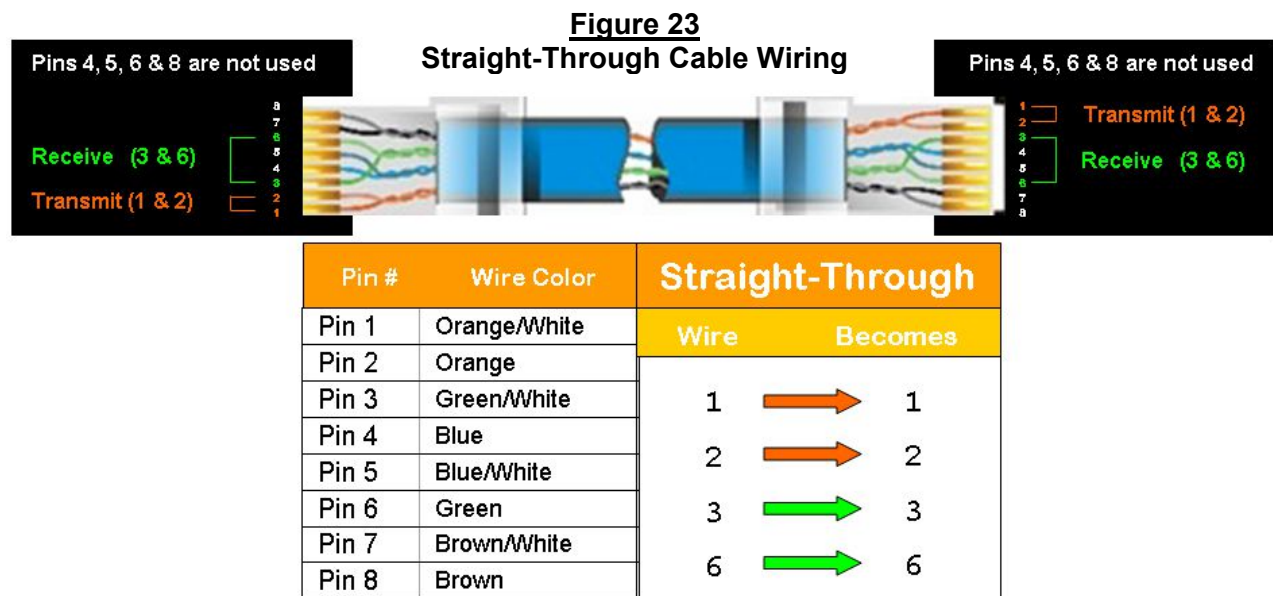 Figure 23
Straight-Through Cable Wiring
Pins 4, 5, 6 & 8 are not used
8
7
6
5
4
3
2
1
Receive (3 & 6)
Transmit (1 & 2)
Pins 4, 5, 6 & 8 are not used
1
2
3
4
5
6
7
8
Transmit (1 & 2)
Receive (3 & 6)
Pin # Wire Color
Pin 1 Orange/White
Pin 2 Orange
Pin 3 Green/White
Pin 4 Blue
Pin 5 Blue/White
Pin 6 Green
Pin 7 Brown/White
Pin 8 Brown
Straight-Through
Wire Becomes
1 1
2 2
3 3
6 6